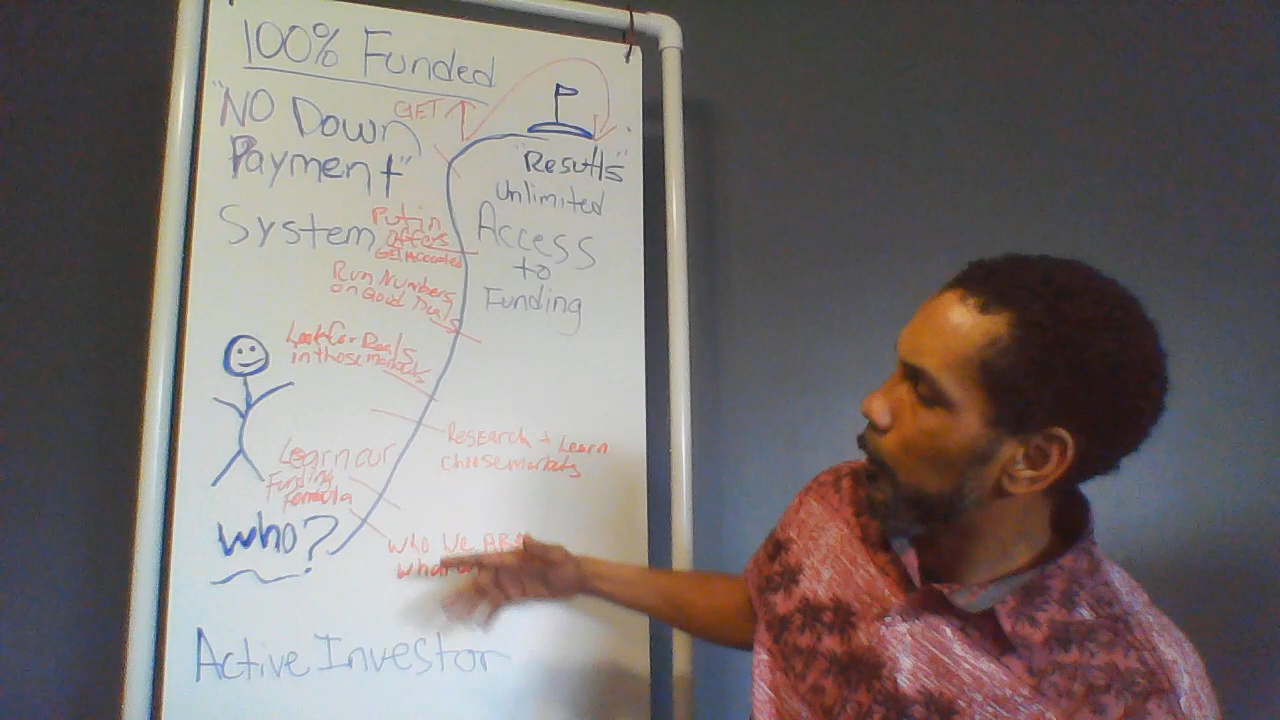 100% Funded
"NO Down
Payment"
System
GET
"Results"
Unlimited
Access
to
Funding
Put in
offers
Get Accepted
Run Numbers
on Good Deals
Look for Deals
in those markets
Research + Learn
choose markets
Learn our
Funding
formula
who?
who We ARE
what
Active Investor